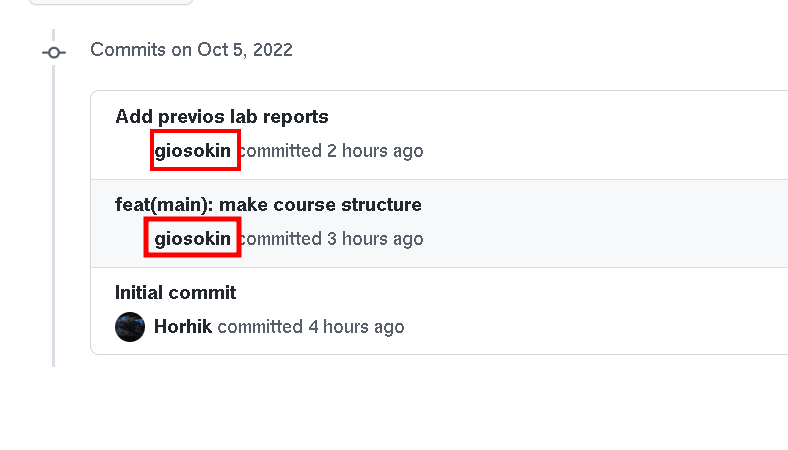 Commits on Oct 5, 2022
Add previos lab reports
giosokin committed 2 hours ago
feat(main): make course structure
giosokin committed 3 hours ago
Initial commit
Horhik committed 4 hours ago